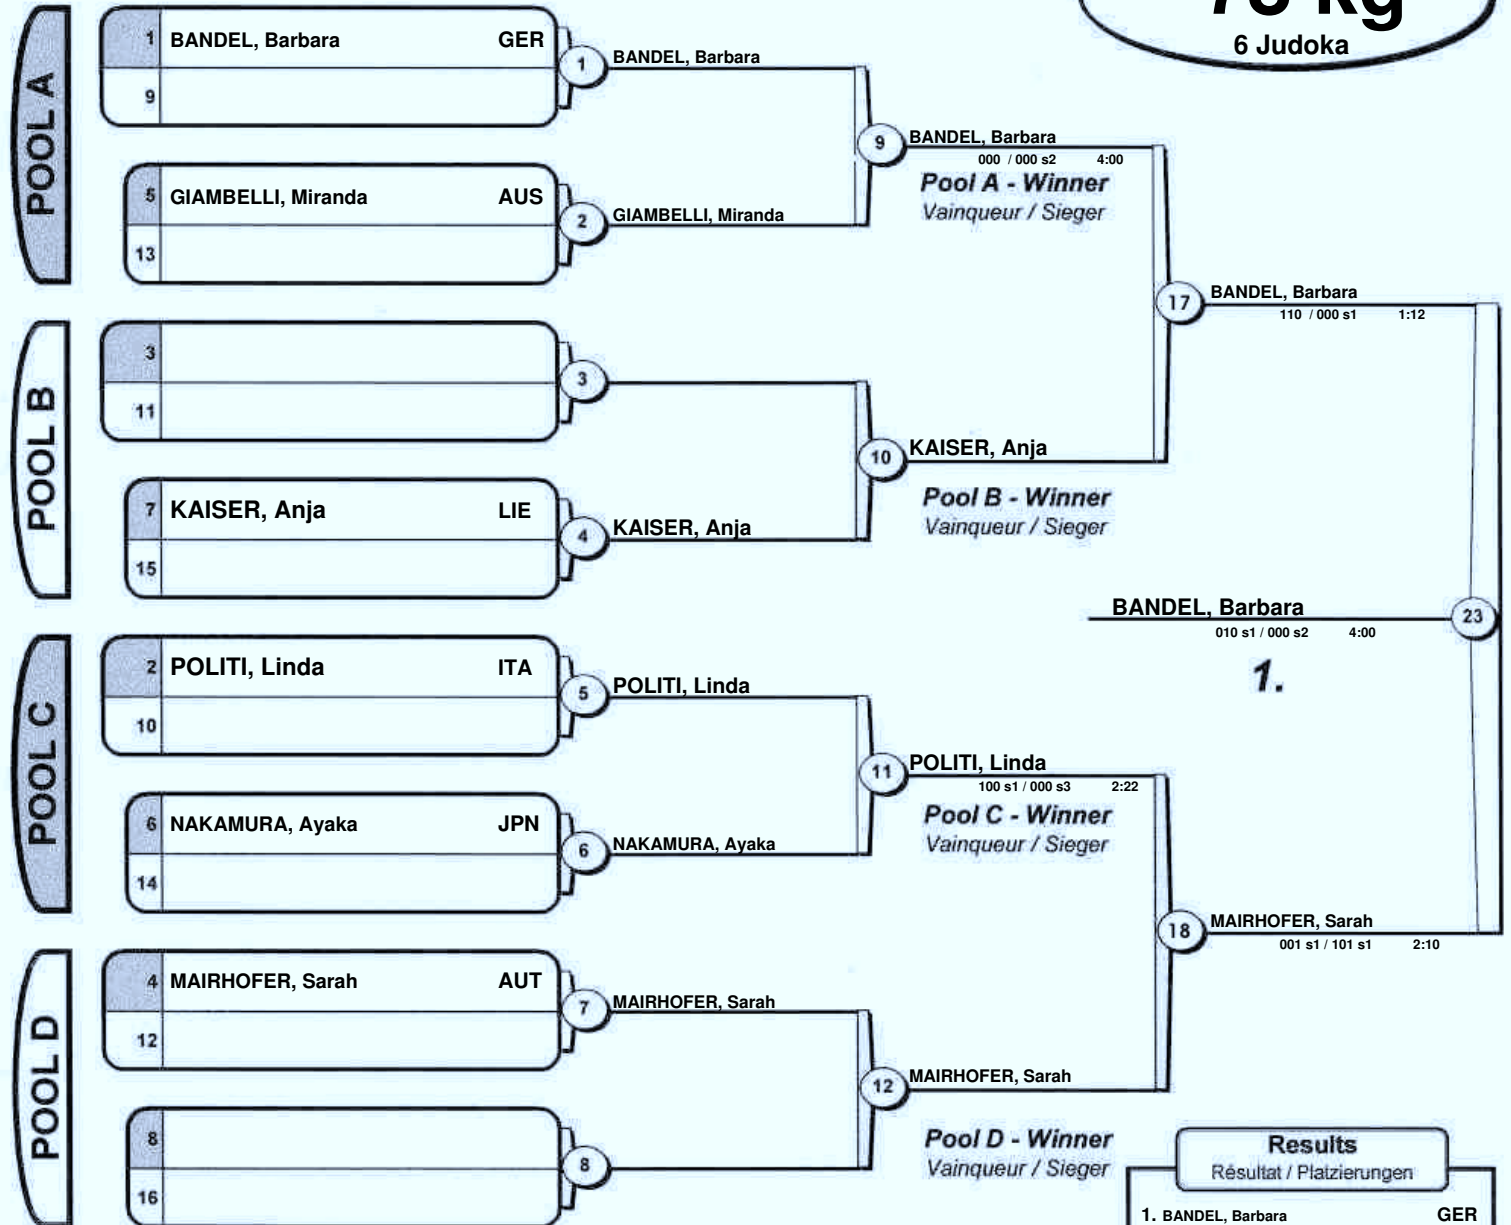 78 kg
6 Judoka
POOL A
1 BANDEL, Barbara GER
9
1 BANDEL, Barbara
5 GIAMBELLI, Miranda AUS
13
2 GIAMBELLI, Miranda
9 BANDEL, Barbara
000 / 000 s2 4:00
Pool A - Winner
Vainqueur / Sieger
POOL B
3
11
3
7 KAISER, Anja LIE
15
4 KAISER, Anja
10 KAISER, Anja
Pool B - Winner
Vainqueur / Sieger
17 BANDEL, Barbara
110 / 000 s1 1:12
BANDEL, Barbara 23
010 s1 / 000 s2 4:00
1.
POOL C
2 POLITI, Linda ITA
10
5 POLITI, Linda
6 NAKAMURA, Ayaka JPN
14
6 NAKAMURA, Ayaka
11 POLITI, Linda
100 s1 / 000 s3 2:22
Pool C - Winner
Vainqueur / Sieger
18 MAIRHOFER, Sarah
001 s1 / 101 s1 2:10
POOL D
4 MAIRHOFER, Sarah AUT
12
7 MAIRHOFER, Sarah
8
16
8
12 MAIRHOFER, Sarah
Pool D - Winner
Vainqueur / Sieger
Results
Résultat / Platzierungen
1. BANDEL, Barbara GER